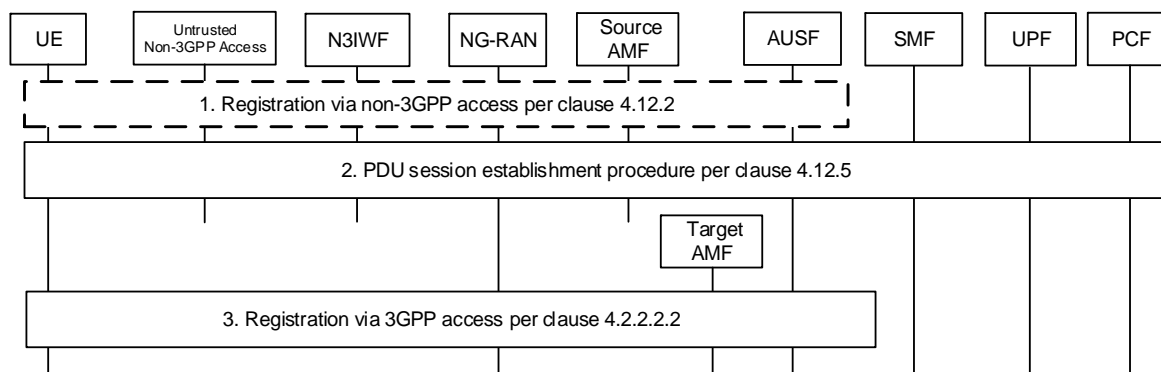 UE
Untrusted
Non-3GPP Access
N3IWF
NG-RAN
Source
AMF
AUSF
SMF
UPF
PCF
1. Registration via non-3GPP access per clause 4.12.2
2. PDU session establishment procedure per clause 4.12.5
Target
AMF
3. Registration via 3GPP access per clause 4.2.2.2.2